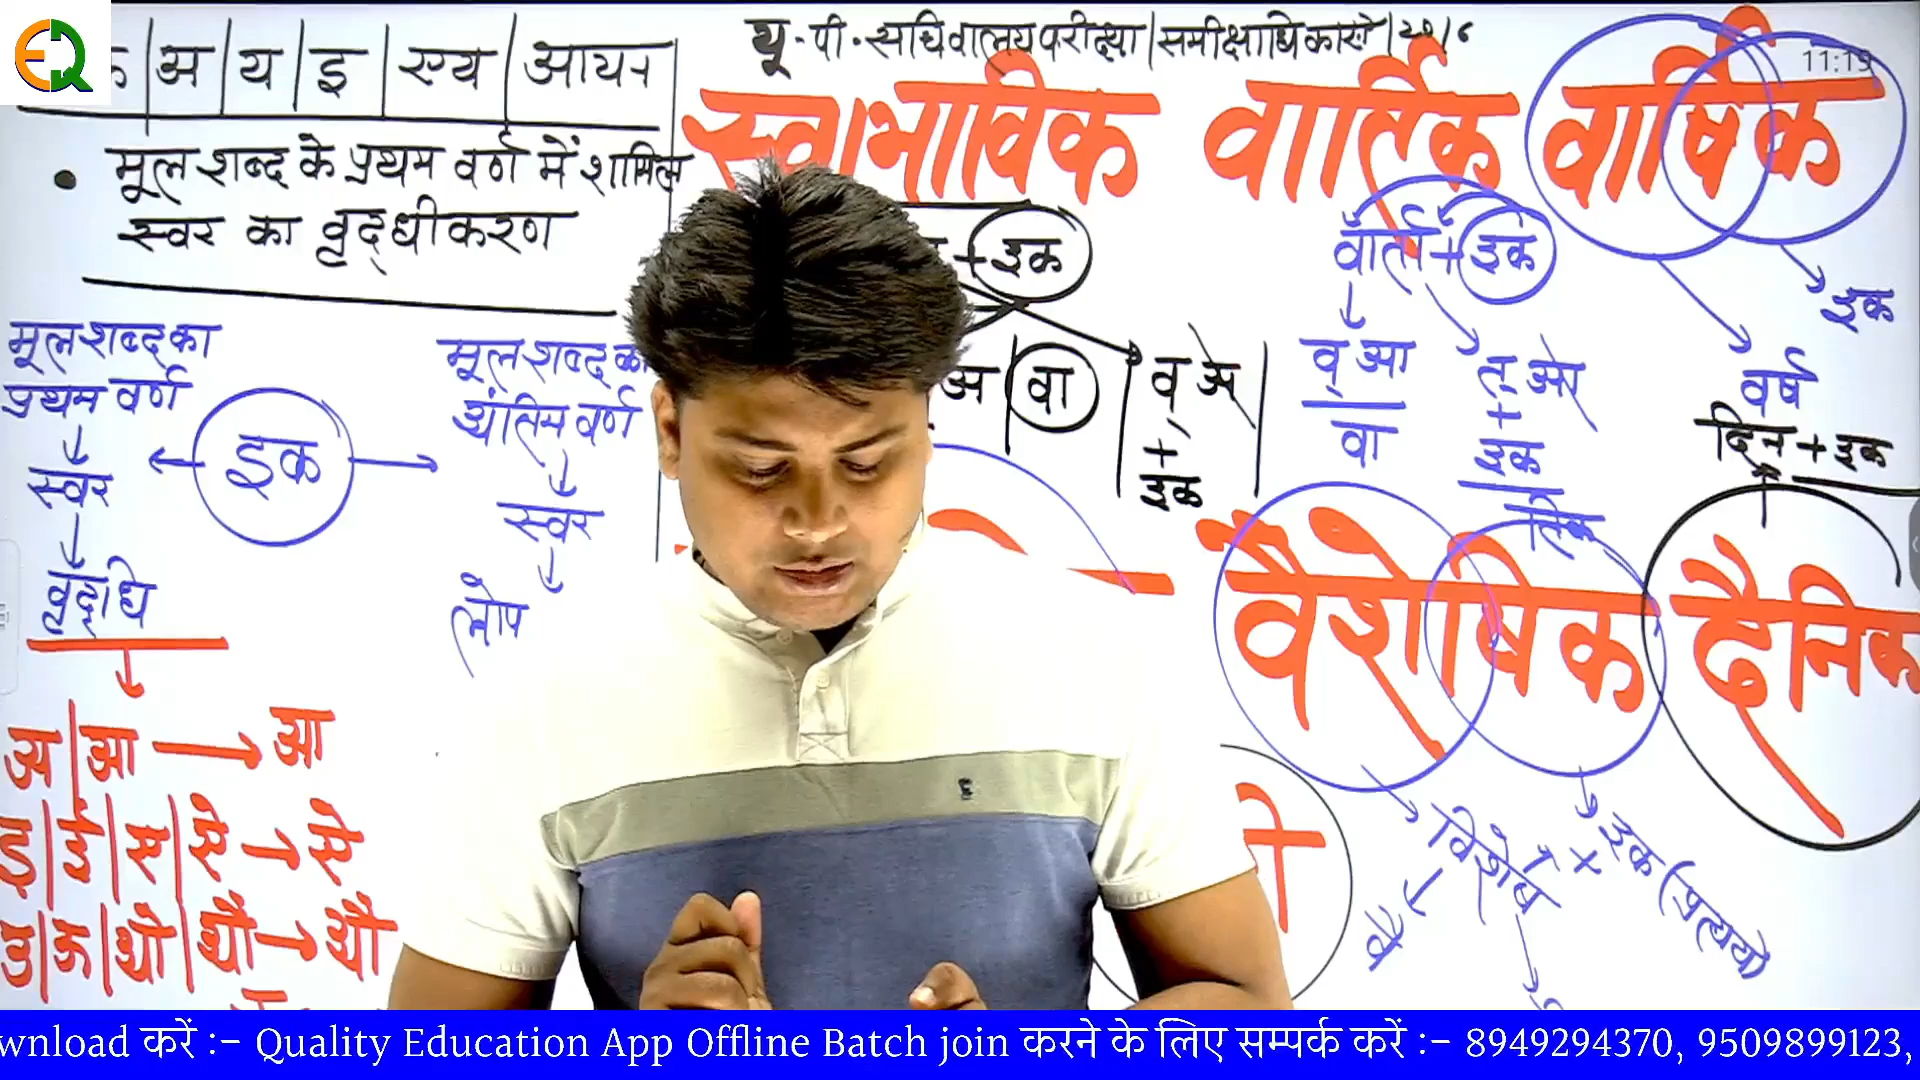 EQ
अ | य | इ | एय | आयन
यू.पी.सचिवालय परीक्षा|समीक्षाधिकारी|2016
11:19
स्वाभाविक वार्तिक वार्षिक
• मूल शब्द के प्रथम वर्ण में शामिल
स्वर का वृद्धीकरण
+इक
वार्ता+इक
इक
वर्ष
मूल शब्द का
प्रथम वर्ण
स्वर
वृद्धि
इक
मूल शब्द का
अंतिम वर्ण
स्वर
लोप
अ | वा | व् अ
+
इक
व् आ
वा
त् आ
+
इक
तिक
दिन+इक
वैशेषिक दैनिक
अ|आ → आ
इ|ई|ए|ऐ → ऐ
उ|ऊ|ओ|औ → औ
विशेष + इक (प्रत्यय)
वै
wnload करें :- Quality Education App Offline Batch join करने के लिए सम्पर्क करें :- 8949294370, 9509899123,